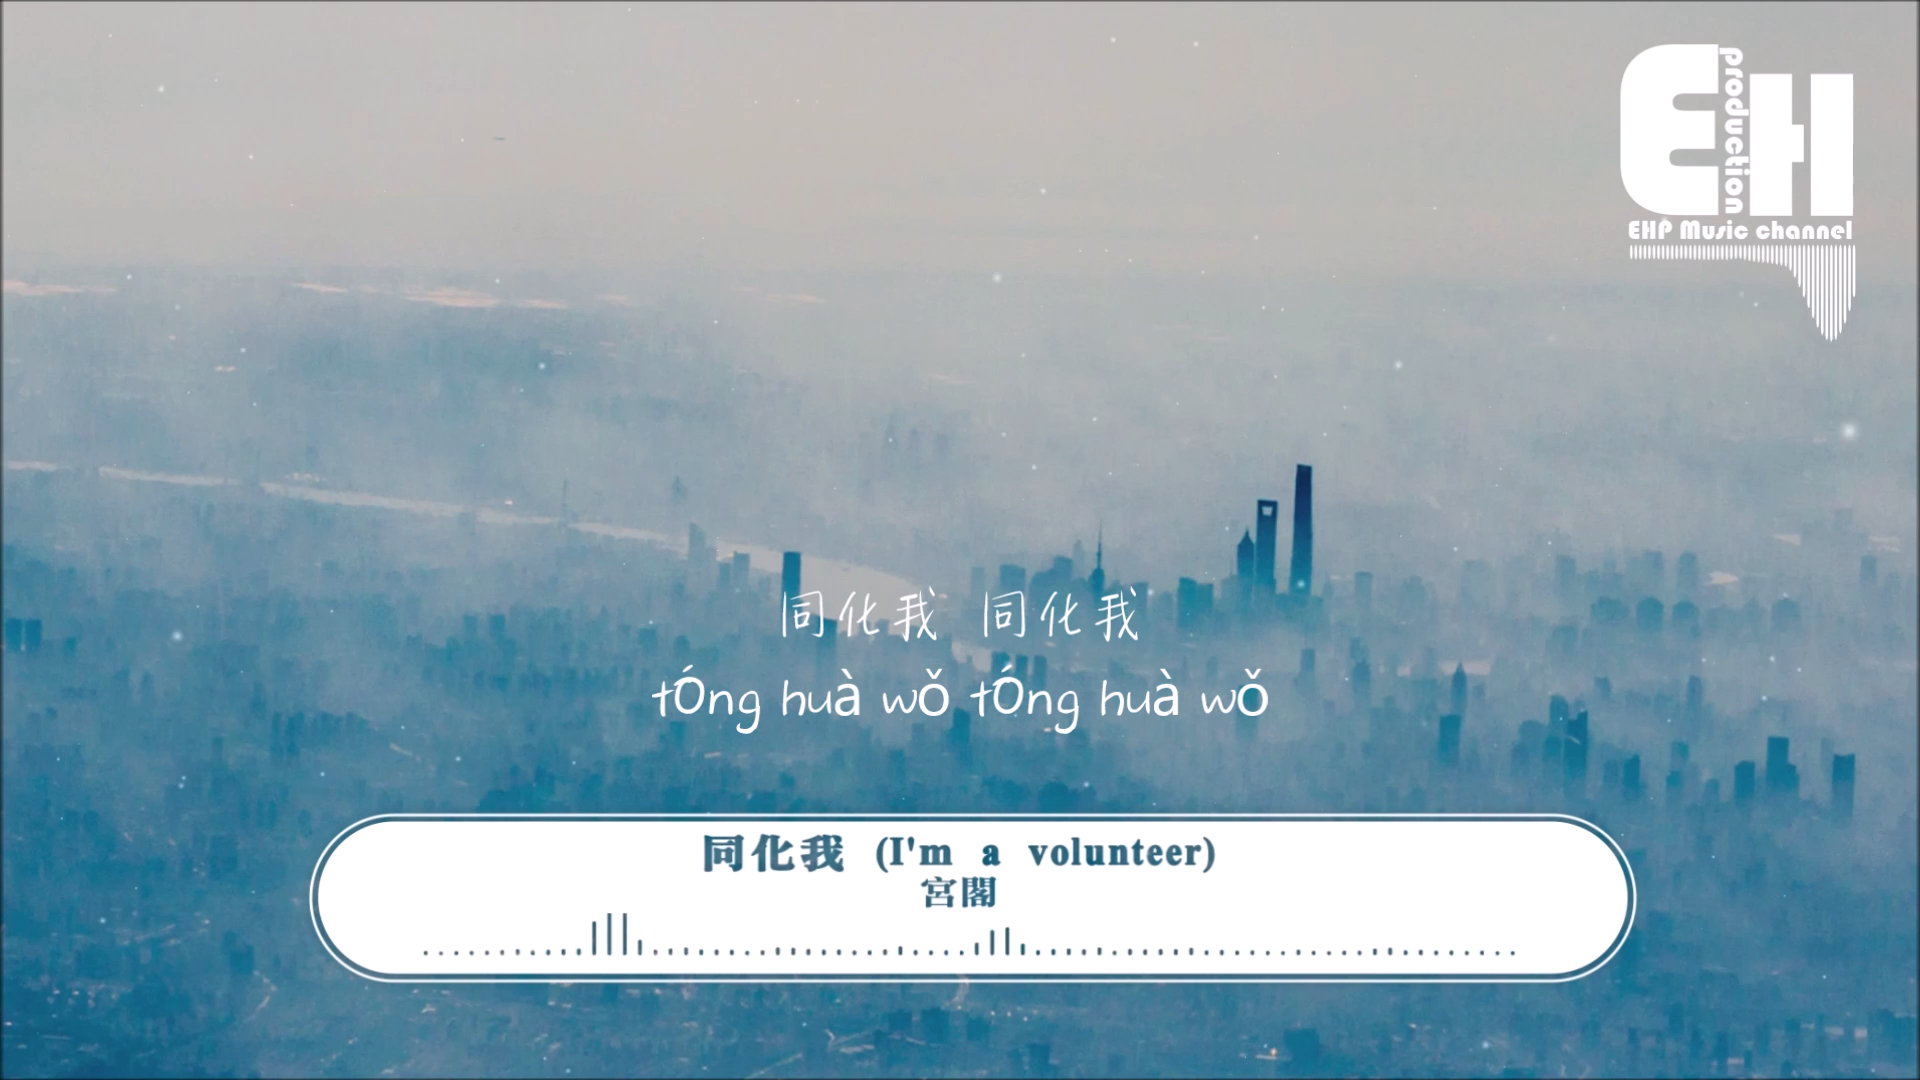 EH
production
EHP Music channel
同化我 同化我
tóng huà wǒ tóng huà wǒ
同化我 (I'm a volunteer)
宮閣